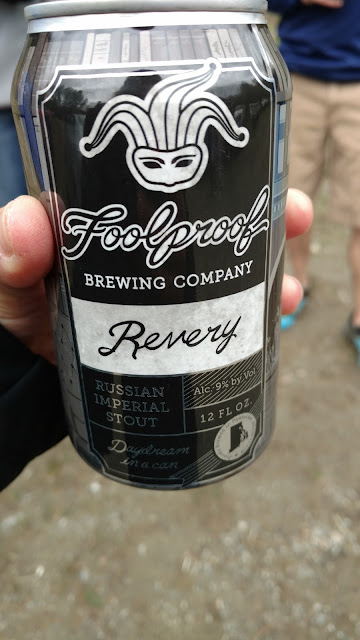 Foolproof
BREWING COMPANY
Revery
RUSSIAN
IMPERIAL
STOUT
Alc. 9% by Vol
12 FL OZ.
Daydream
in a can